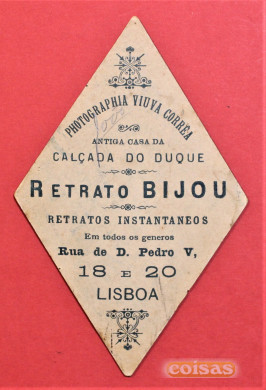 PHOTOGRAPHIA VIUVA CORRÊA
ANTIGA CASA DA
CALÇADA DO DUQUE
RETRATO BIJOU
RETRATOS INSTANTANEOS
Em todos os generos
Rua de D. Pedro V,
18 E 20
LISBOA
coisas